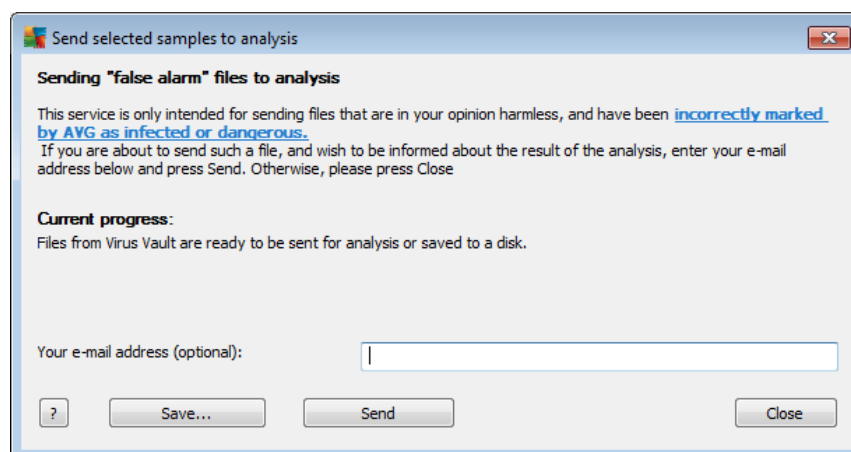 Send selected samples to analysis
Sending "false alarm" files to analysis
This service is only intended for sending files that are in your opinion harmless, and have been incorrectly marked
by AVG as infected or dangerous.
If you are about to send such a file, and wish to be informed about the result of the analysis, enter your e-mail
address below and press Send. Otherwise, please press Close
Current progress:
Files from Virus Vault are ready to be sent for analysis or saved to a disk.
Your e-mail address (optional):
? Save... Send Close